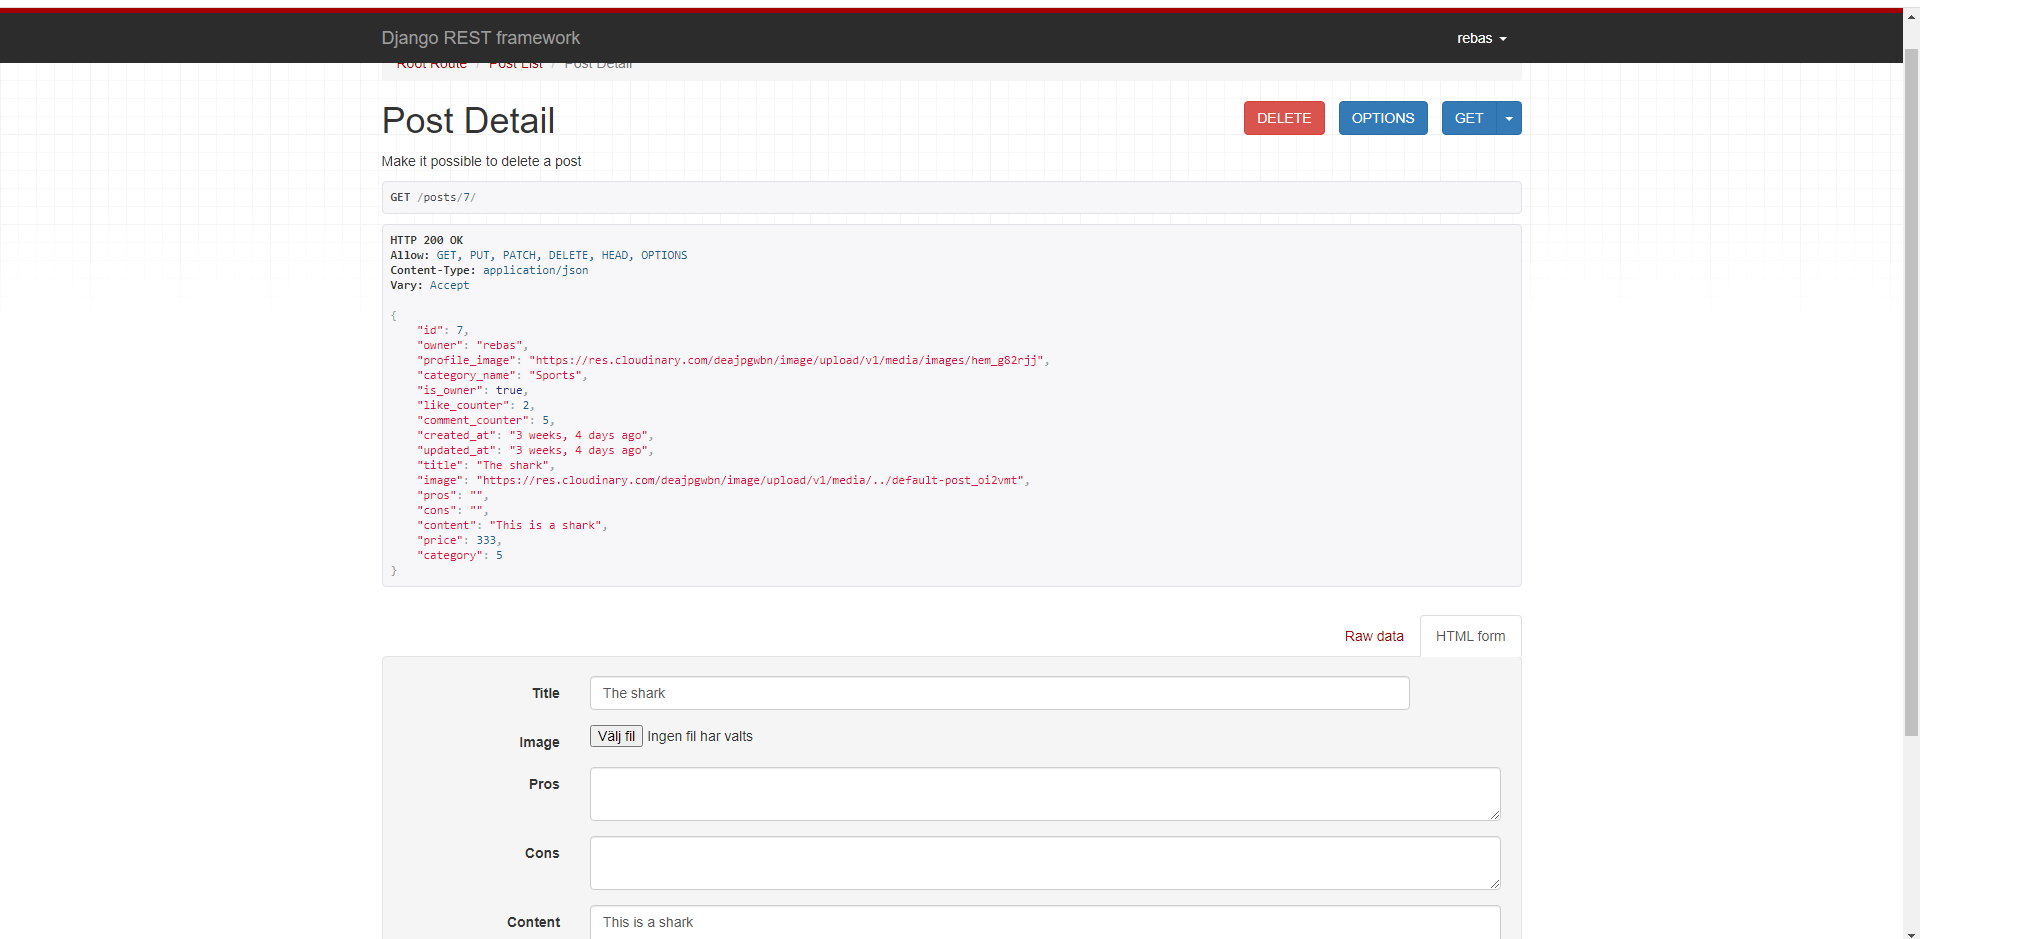 Django REST framework
rebas
Root Route / Post List / Post Detail
Post Detail
DELETE
OPTIONS
GET
Make it possible to delete a post
GET /posts/7/
HTTP 200 OK
Allow: GET, PUT, PATCH, DELETE, HEAD, OPTIONS
Content-Type: application/json
Vary: Accept
{
"id": 7,
"owner": "rebas",
"profile_image": "https://res.cloudinary.com/deajpgwbn/image/upload/v1/media/images/hem_g82rjj",
"category_name": "Sports",
"is_owner": true,
"like_counter": 2,
"comment_counter": 5,
"created_at": "3 weeks, 4 days ago",
"updated_at": "3 weeks, 4 days ago",
"title": "The shark",
"image": "https://res.cloudinary.com/deajpgwbn/image/upload/v1/media/../default-post_oi2vmt",
"pros": "",
"cons": "",
"content": "This is a shark",
"price": 333,
"category": 5
}
Raw data
HTML form
Title
The shark
Image
Välj fil Ingen fil har valts
Pros
Cons
Content
This is a shark